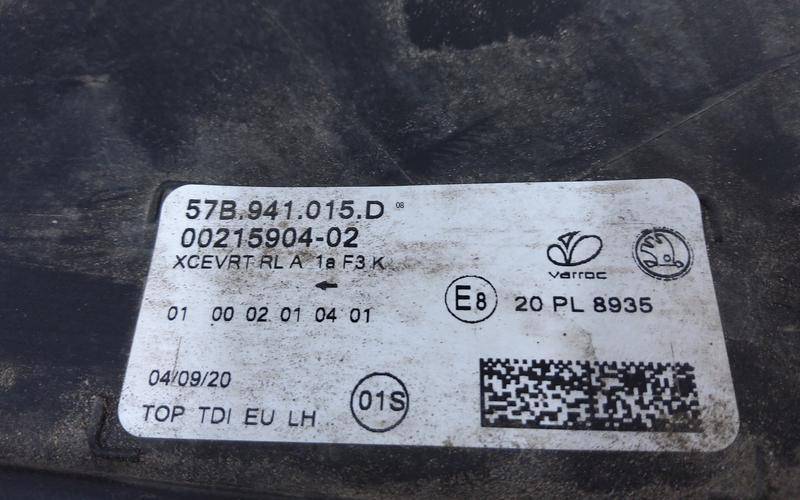 57B.941.015.D 08
00215904-02
XCEVRT RL A 1a F3 K
varroc
E8 20 PL 8935
01 00 02 01 04 01
04/09/20
01S
TOP TDI EU LH